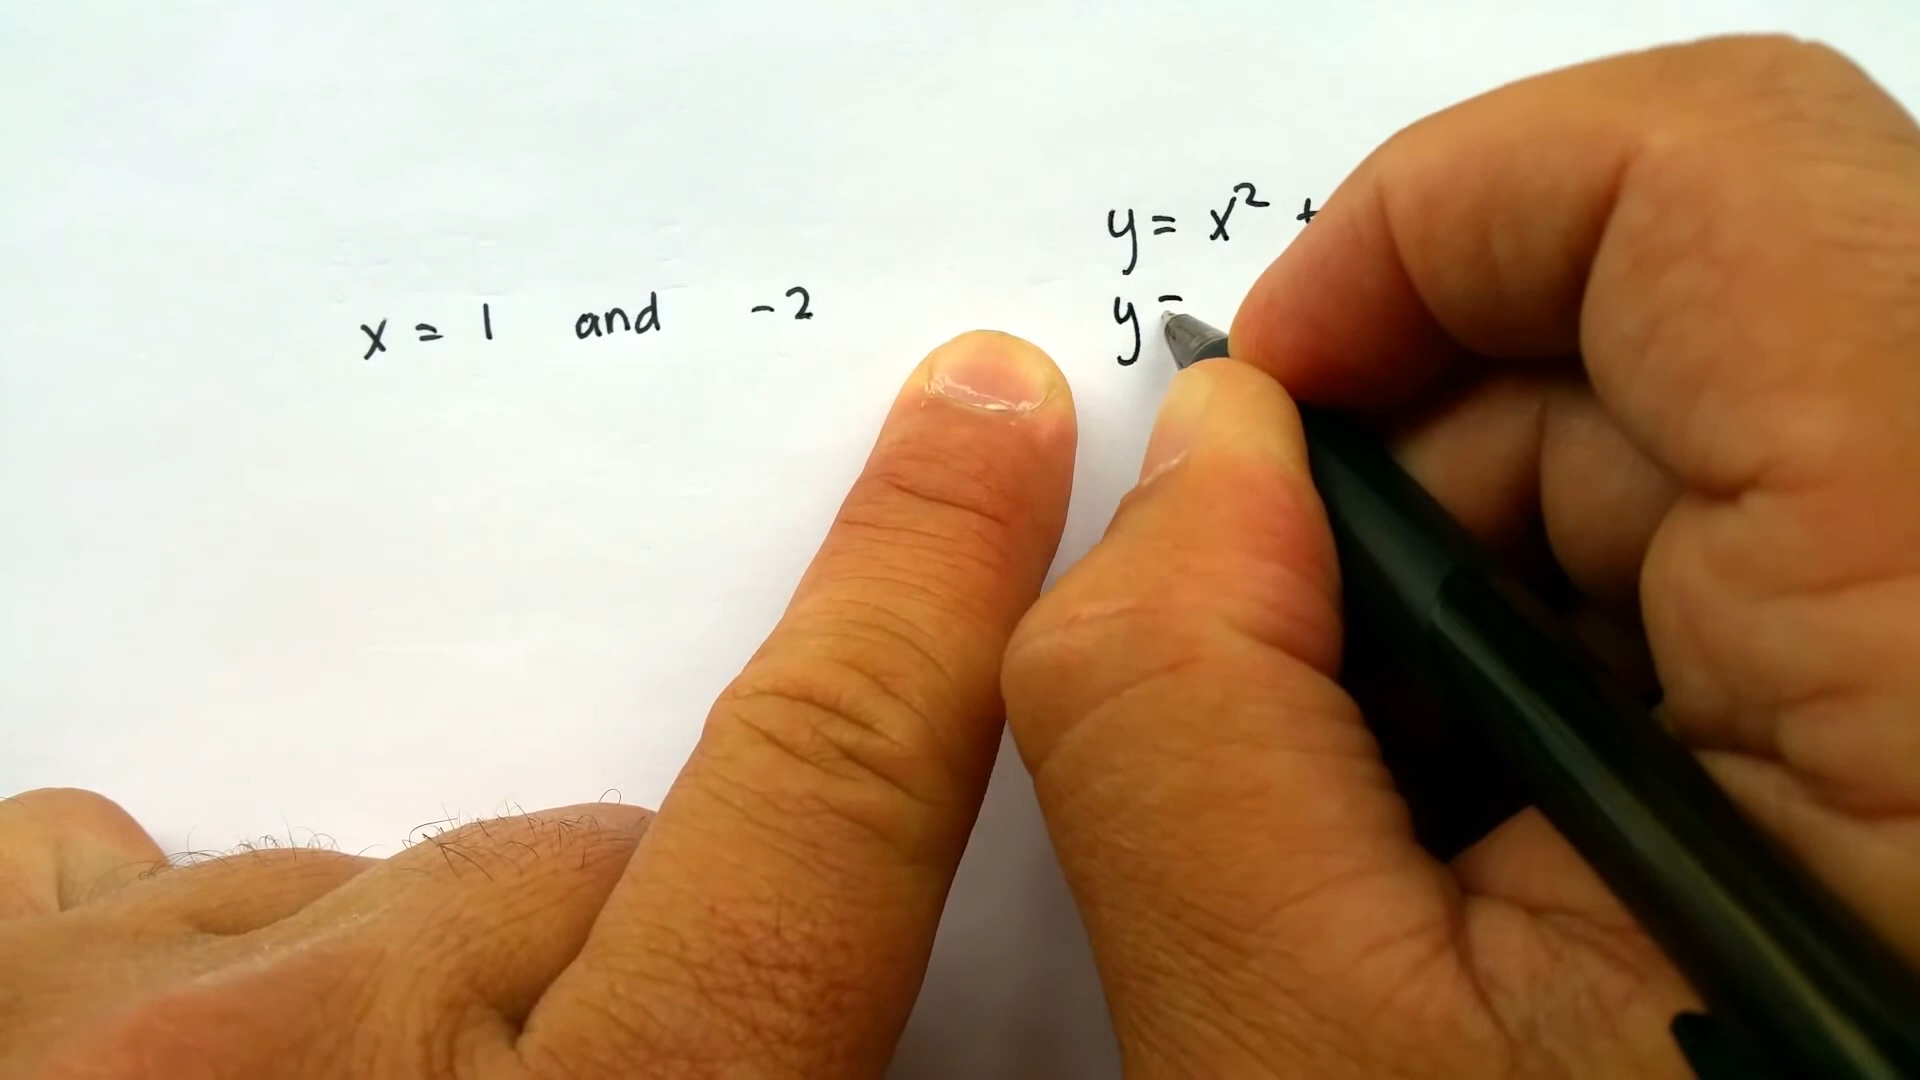 y = x² +
x = 1 and -2
y =